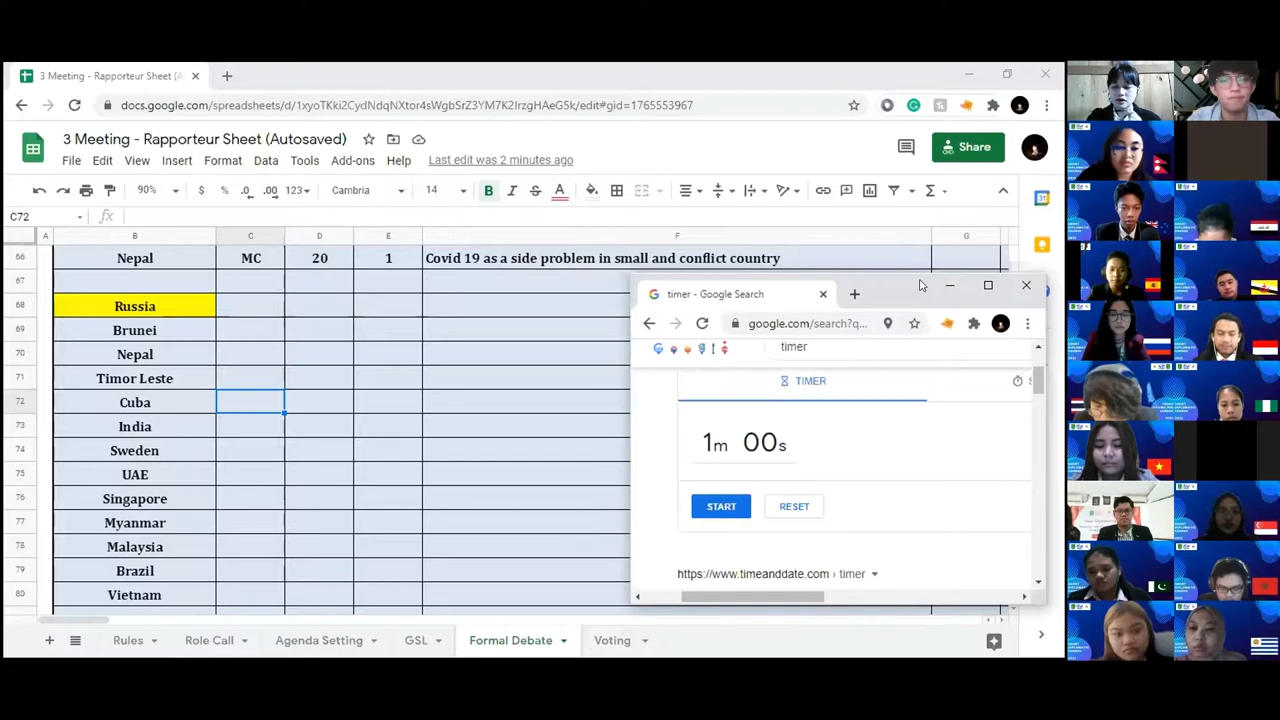 3 Meeting - Rapporteur Sheet (A
docs.google.com/spreadsheets/d/1xyoTKki2CydNdqNXtor4sWgbSrZ3YM7K2IrzgHAeG5k/edit#gid=1765553967
3 Meeting - Rapporteur Sheet (Autosaved)
File Edit View Insert Format Data Tools Add-ons Help Last edit was 2 minutes ago
Share
90% $ % .0 .00 123 Cambria 14 B I S A
C72 fx
A B C D E F G
66 Nepal MC 20 1 Covid 19 as a side problem in small and conflict country
67
68 Russia
69 Brunei
70 Nepal
71 Timor Leste
72 Cuba
73 India
74 Sweden
75 UAE
76 Singapore
77 Myanmar
78 Malaysia
79 Brazil
80 Vietnam
timer - Google Search
google.com/search?q...
timer
TIMER
1m 00s
START RESET
https://www.timeanddate.com › timer
Rules Role Call Agenda Setting GSL Formal Debate Voting
31